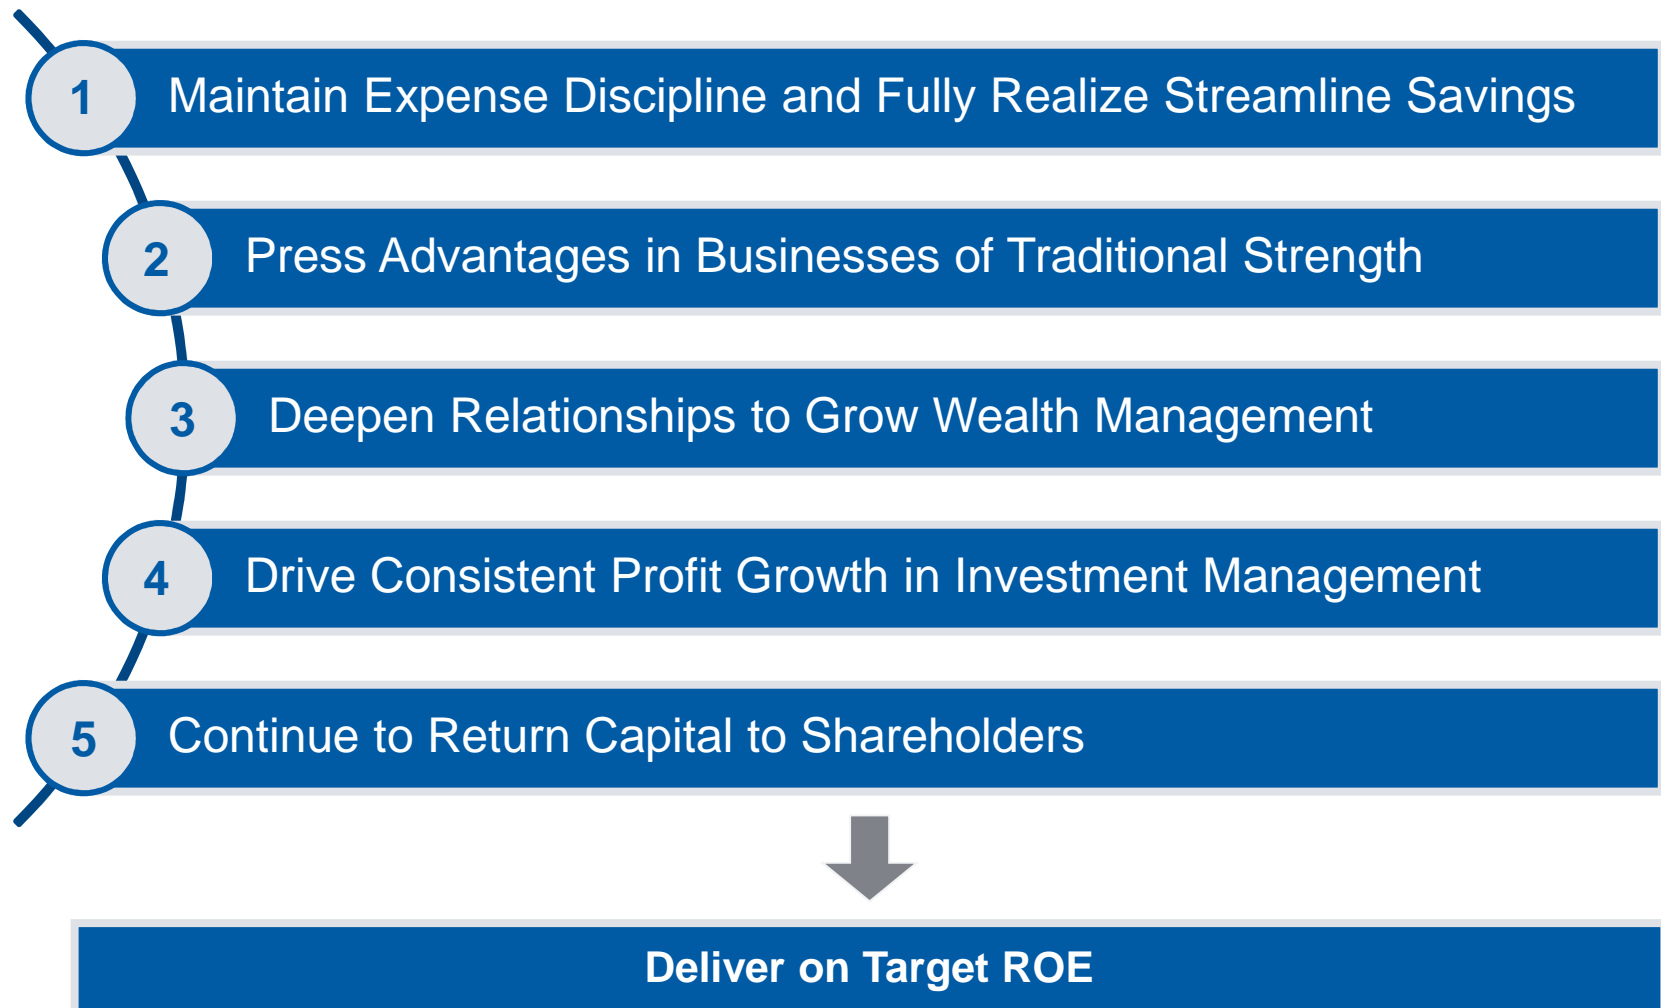 1 Maintain Expense Discipline and Fully Realize Streamline Savings
2 Press Advantages in Businesses of Traditional Strength
3 Deepen Relationships to Grow Wealth Management
4 Drive Consistent Profit Growth in Investment Management
5 Continue to Return Capital to Shareholders
Deliver on Target ROE